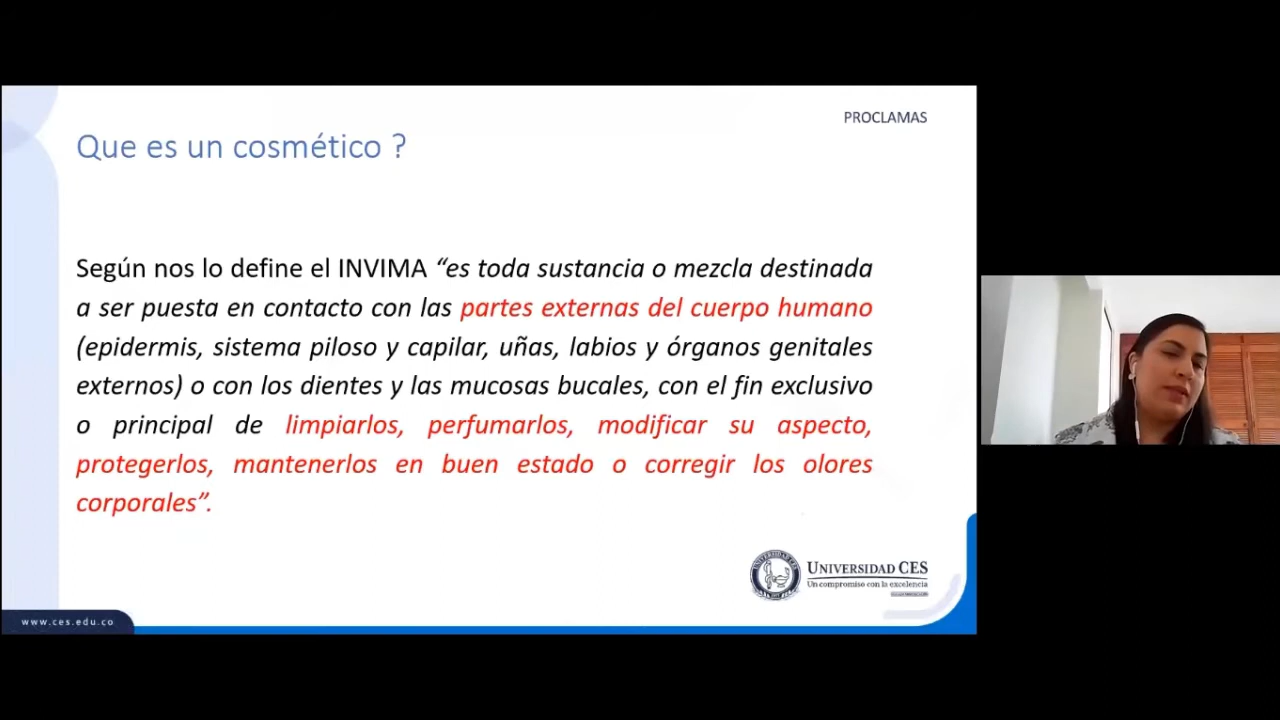 PROCLAMAS
Que es un cosmético ?
Según nos lo define el INVIMA “es toda sustancia o mezcla destinada
a ser puesta en contacto con las partes externas del cuerpo humano
(epidermis, sistema piloso y capilar, uñas, labios y órganos genitales
externos) o con los dientes y las mucosas bucales, con el fin exclusivo
o principal de limpiarlos, perfumarlos, modificar su aspecto,
protegerlos, mantenerlos en buen estado o corregir los olores
corporales”.
UNIVERSIDAD CES
Un compromiso con la excelencia
www.ces.edu.co